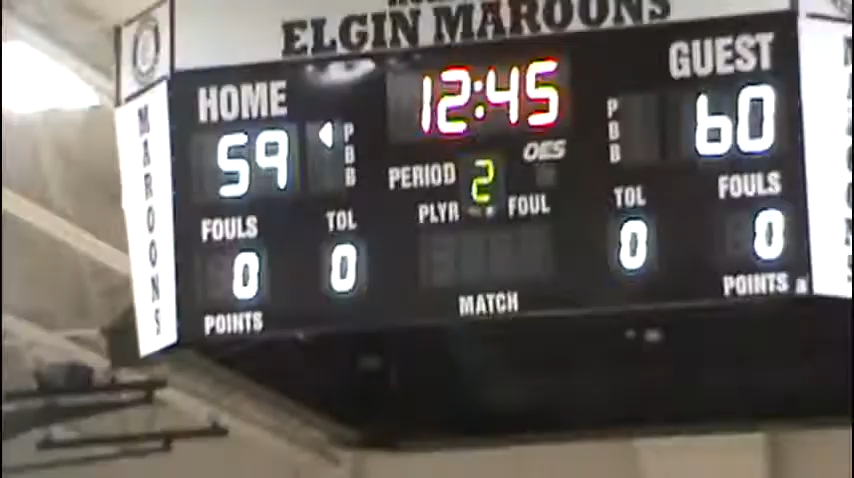 ELGIN MAROONS
HOME
12:45
GUEST
59
P
B
B
PERIOD 2
OES
P
B
B
60
FOULS
TOL
PLYR
FOUL
TOL
FOULS
0
0
0
0
POINTS
MATCH
POINTS
MAROONS